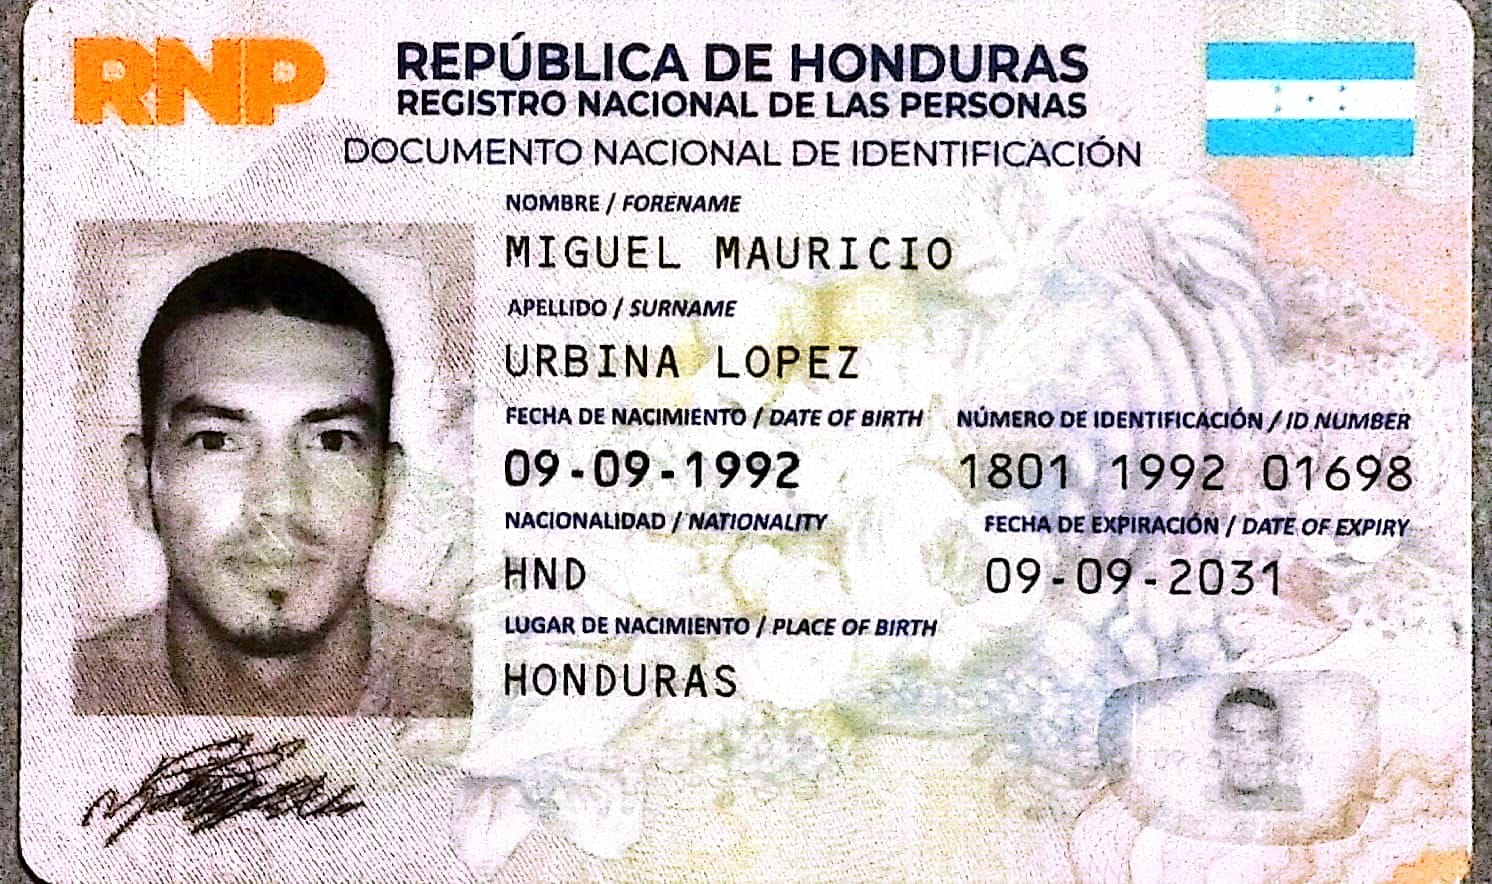 RNP
REPÚBLICA DE HONDURAS
REGISTRO NACIONAL DE LAS PERSONAS
DOCUMENTO NACIONAL DE IDENTIFICACIÓN
NOMBRE / FORENAME
MIGUEL MAURICIO
APELLIDO / SURNAME
URBINA LOPEZ
FECHA DE NACIMIENTO / DATE OF BIRTH NÚMERO DE IDENTIFICACIÓN / ID NUMBER
09-09-1992 1801 1992 01698
NACIONALIDAD / NATIONALITY FECHA DE EXPIRACIÓN / DATE OF EXPIRY
HND 09-09-2031
LUGAR DE NACIMIENTO / PLACE OF BIRTH
HONDURAS